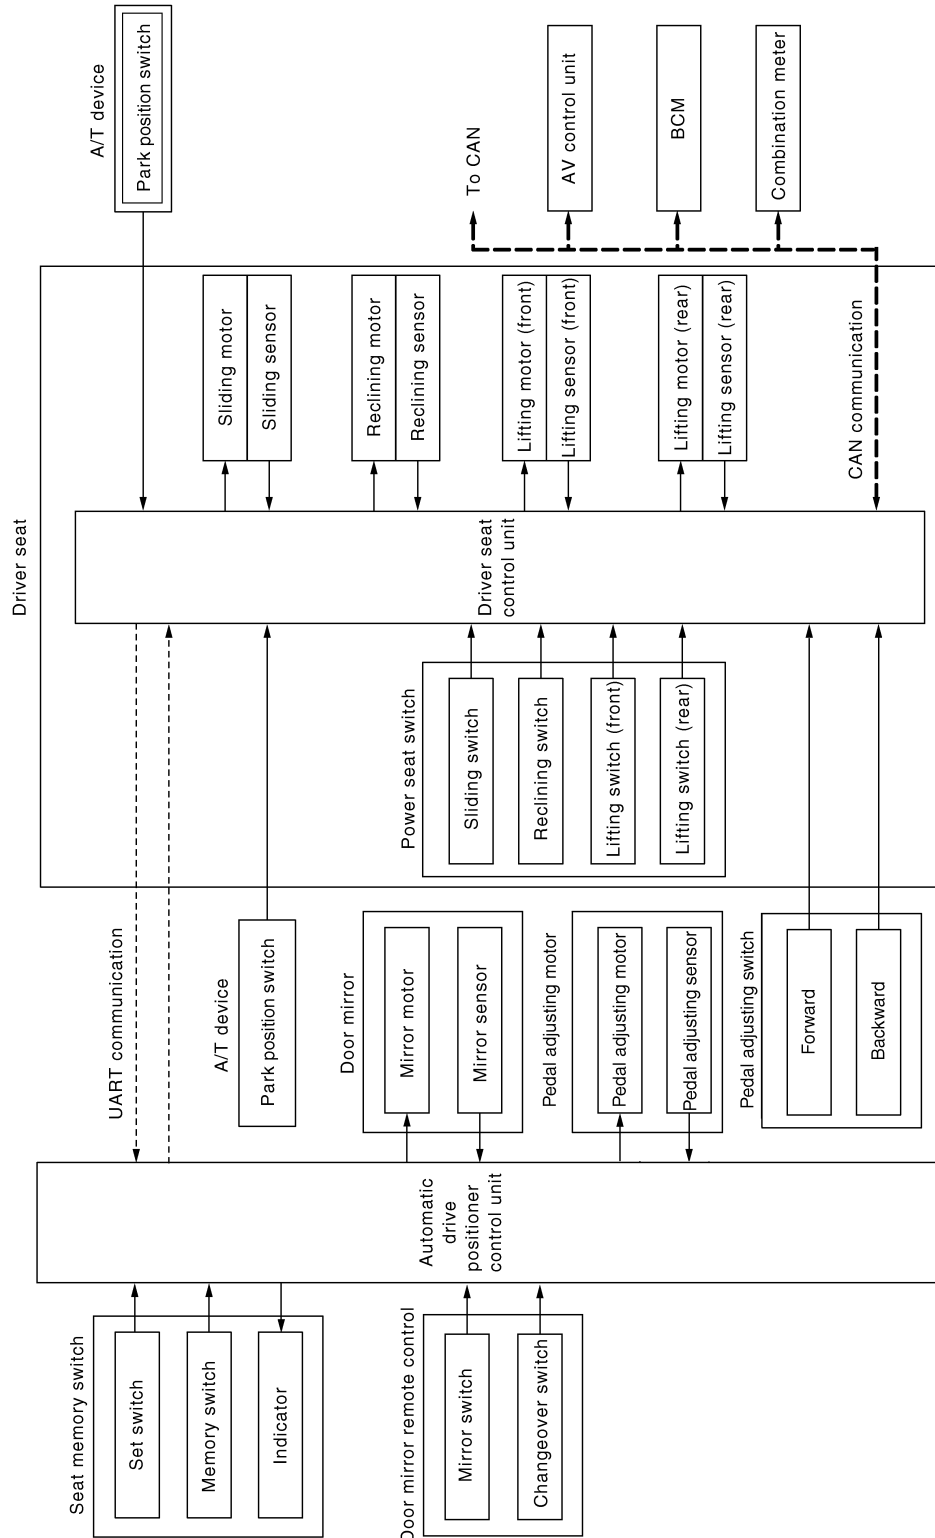 Seat memory switch
Set switch
Memory switch
Indicator
Door mirror remote control
Mirror switch
Changeover switch
Automatic
drive
positioner
control unit
UART communication
A/T device
Park position switch
Door mirror
Mirror motor
Mirror sensor
Pedal adjusting motor
Pedal adjusting motor
Pedal adjusting sensor
Pedal adjusting switch
Forward
Backward
Driver seat
Power seat switch
Sliding switch
Reclining switch
Lifting switch (front)
Lifting switch (rear)
Driver seat
control unit
Sliding motor
Sliding sensor
Reclining motor
Reclining sensor
Lifting motor (front)
Lifting sensor (front)
Lifting motor (rear)
Lifting sensor (rear)
CAN communication
A/T device
Park position switch
To CAN
AV control unit
BCM
Combination meter